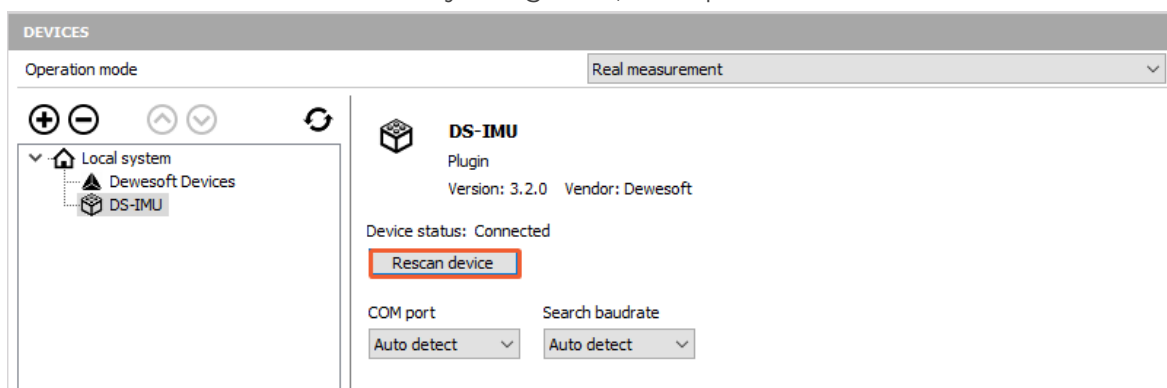 DEVICES
Operation mode Real measurement
DS-IMU
Plugin
Version: 3.2.0 Vendor: Dewesoft
Local system
Dewesoft Devices
DS-IMU
Device status: Connected
Rescan device
COM port Search baudrate
Auto detect Auto detect